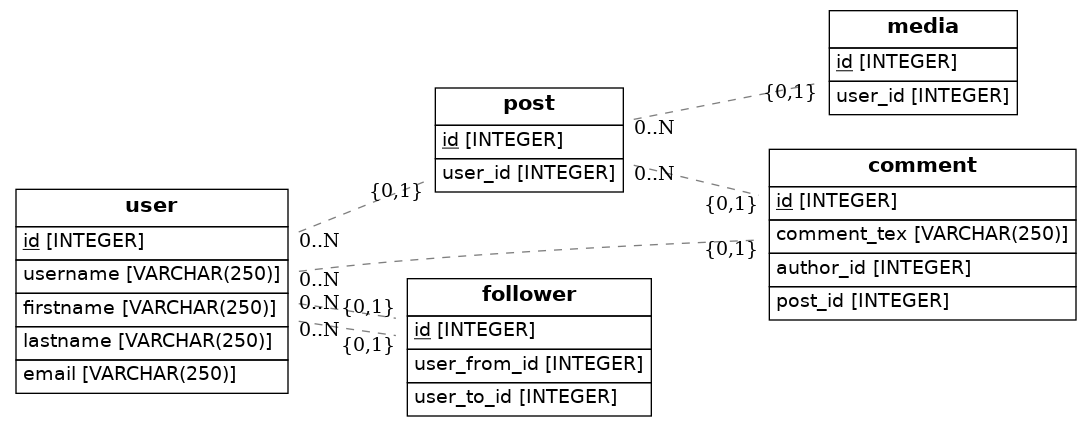 media
id [INTEGER]
user_id [INTEGER]
{0,1}
0..N
post
id [INTEGER]
user_id [INTEGER]
0..N
{0,1}
comment
id [INTEGER]
comment_tex [VARCHAR(250)]
author_id [INTEGER]
post_id [INTEGER]
{0,1}
0..N
user
id [INTEGER]
username [VARCHAR(250)]
firstname [VARCHAR(250)]
lastname [VARCHAR(250)]
email [VARCHAR(250)]
{0,1}
0..N
0..N
{0,1}
0..N
{0,1}
follower
id [INTEGER]
user_from_id [INTEGER]
user_to_id [INTEGER]